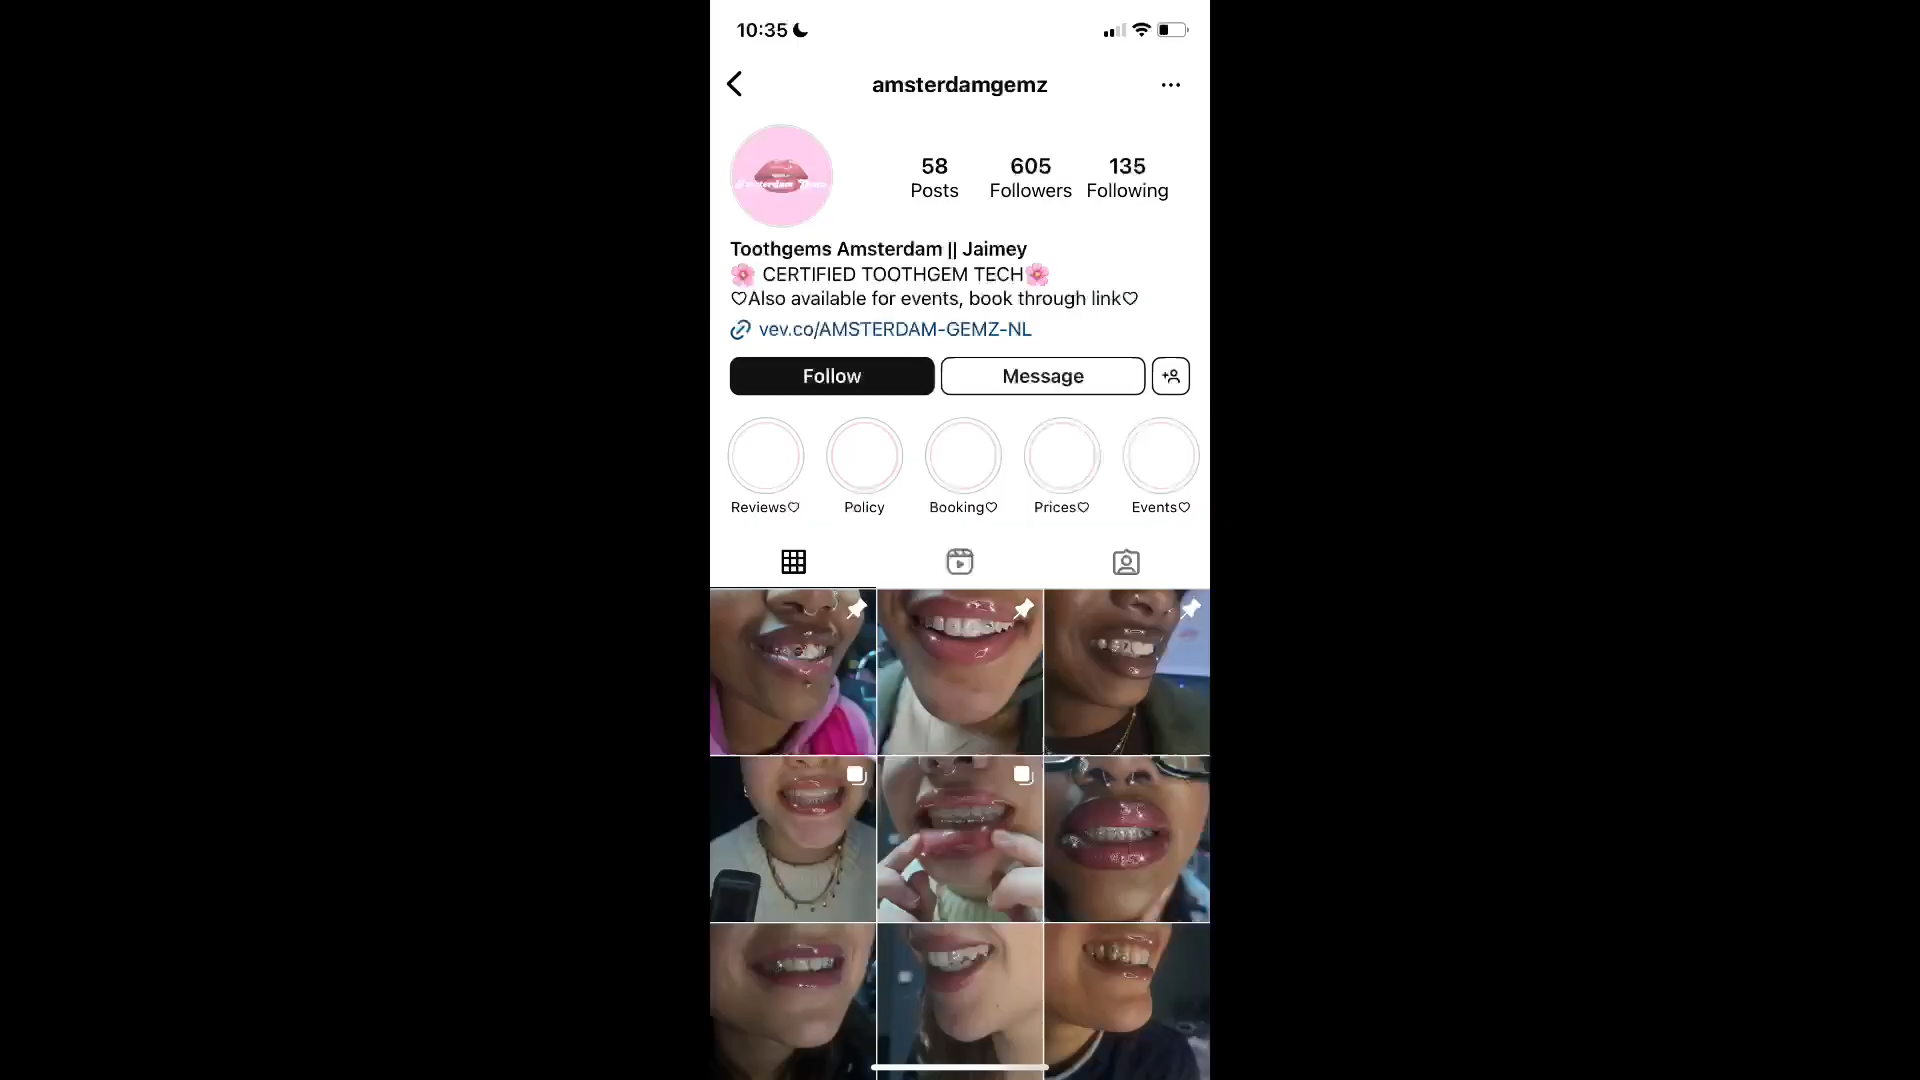 10:35
amsterdamgemz
58
Posts
605
Followers
135
Following
Toothgems Amsterdam || Jaimey
🌸 CERTIFIED TOOTHGEM TECH🌸
♡Also available for events, book through link♡
vev.co/AMSTERDAM-GEMZ-NL
Follow
Message
Reviews♡
Policy
Booking♡
Prices♡
Events♡